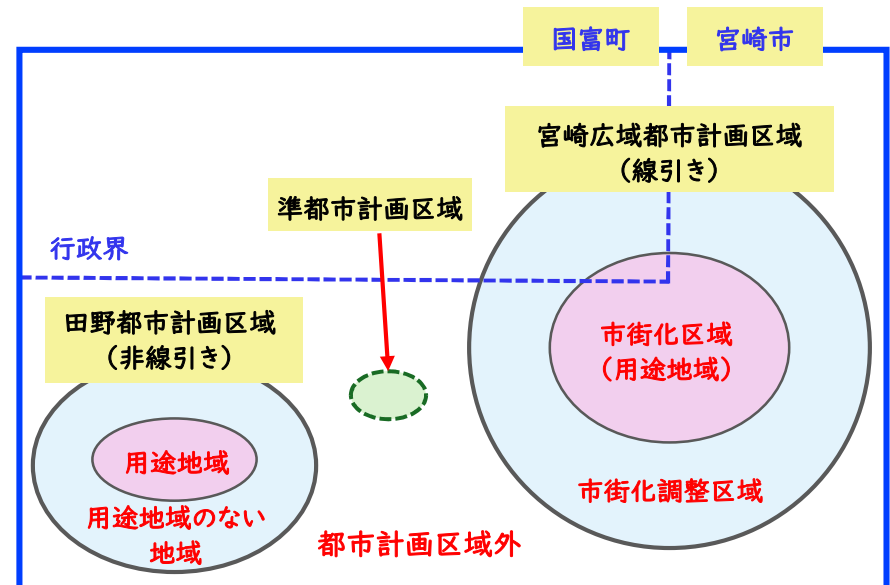 国富町
宮崎市
宮崎広域都市計画区域
（線引き）
準都市計画区域
行政界
田野都市計画区域
（非線引き）
市街化区域
（用途地域）
用途地域
市街化調整区域
用途地域のない
地域
都市計画区域外